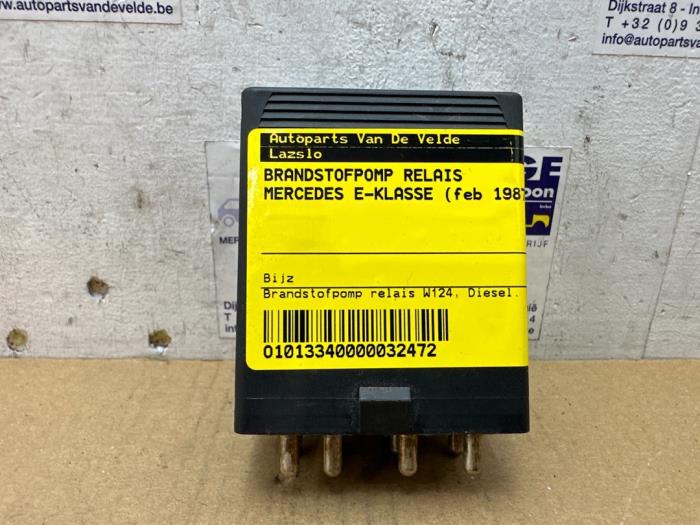 www.autopartsvandevelde.be
Dijkstraat 8 - In
T +32 (0)9 3
info@autopartsva
Autoparts Van De Velde
Lazslo
BRANDSTOFPOMP RELAIS
MERCEDES E-KLASSE (feb 198
Bijz
Brandstofpomp relais W124, Diesel.
01013340000032472